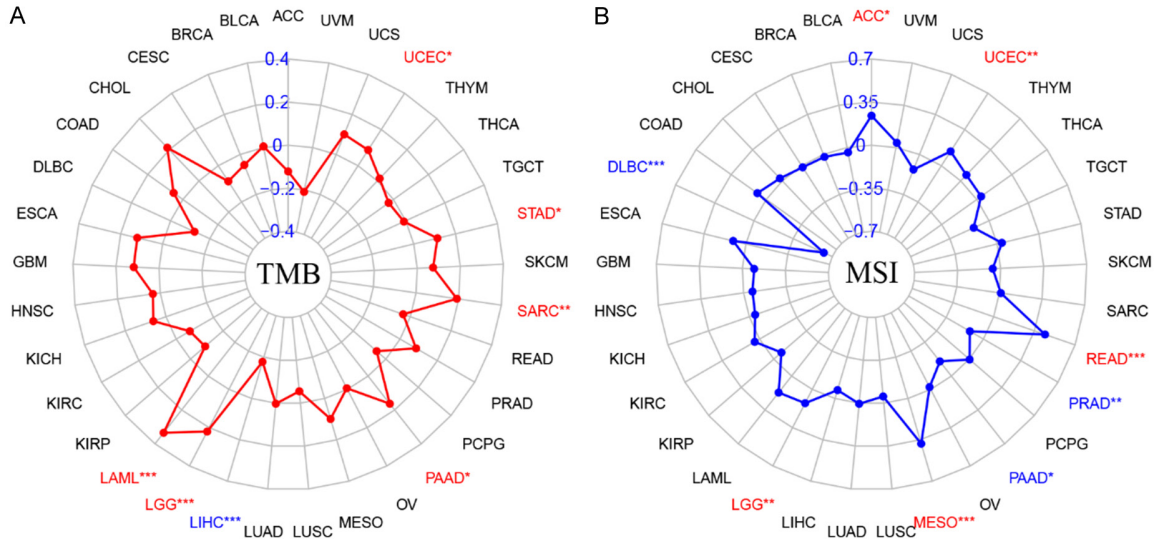 A
ACC
UVM
UCS
UCEC*
THYM
THCA
TGCT
STAD*
SKCM
SARC**
READ
PRAD
PCPG
PAAD*
OV
MESO
LUSC
LUAD
LIHC***
LGG***
LAML***
KIRP
KIRC
KICH
HNSC
GBM
ESCA
DLBC
COAD
CHOL
CESC
BRCA
BLCA
0.4
0.2
0
−0.2
−0.4
TMB
B
ACC*
UVM
UCS
UCEC**
THYM
THCA
TGCT
STAD
SKCM
SARC
READ***
PRAD**
PCPG
PAAD*
OV
MESO***
LUSC
LUAD
LIHC
LGG**
LAML
KIRP
KIRC
KICH
HNSC
GBM
ESCA
DLBC***
COAD
CHOL
CESC
BRCA
BLCA
0.7
0.35
0
−0.35
−0.7
MSI